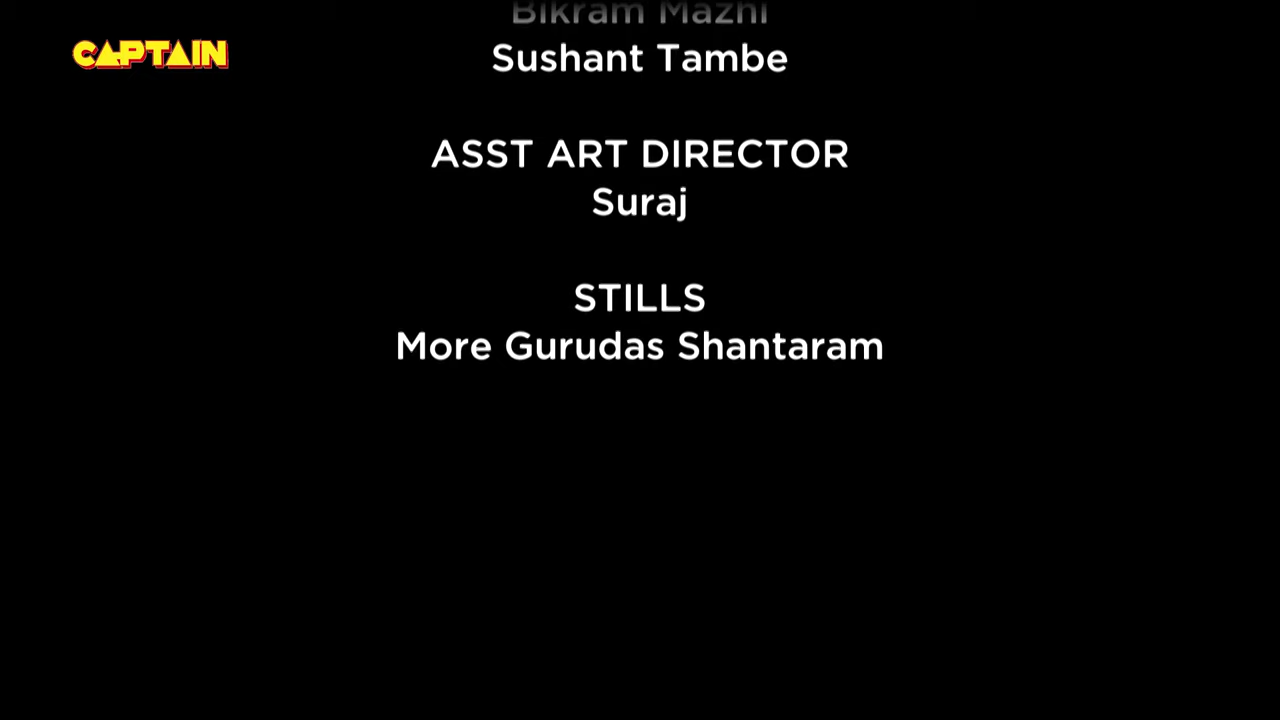 Bikram Mazhi
CAPTAIN
Sushant Tambe
ASST ART DIRECTOR
Suraj
STILLS
More Gurudas Shantaram